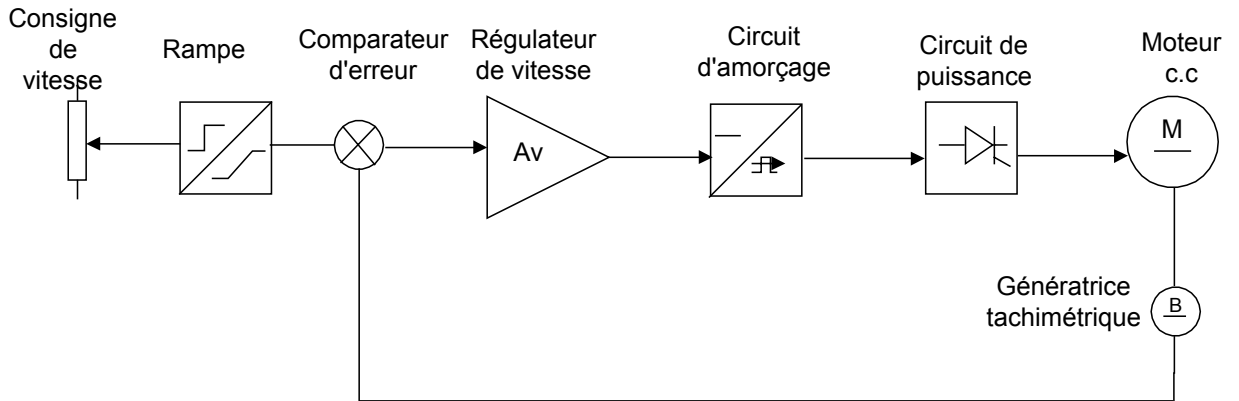 Consigne
de
vitesse
Rampe
Comparateur
d'erreur
Régulateur
de vitesse
Circuit
d'amorçage
Circuit de
puissance
Moteur
c.c
Av
M
Génératrice
tachimétrique
B